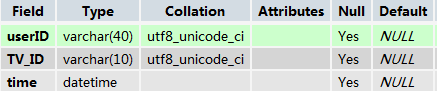 Field Type Collation Attributes Null Default
userID varchar(40) utf8_unicode_ci Yes NULL
TV_ID varchar(10) utf8_unicode_ci Yes NULL
time datetime Yes NULL